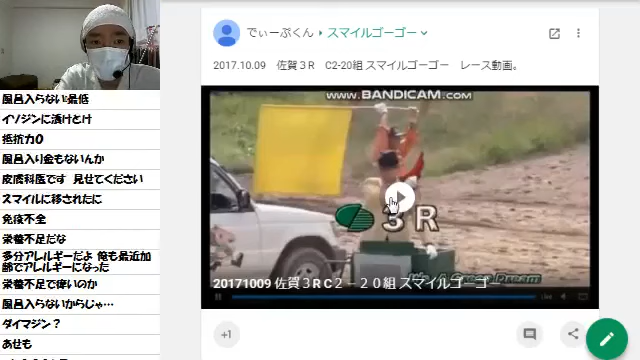 風呂入らない最低
イソジンに漬けとけ
抵抗力0
風呂入り金もないんか
皮膚科医です 見せてください
スマイルに移されたに
免疫不全
栄養不足だな
多分アレルギーだよ 俺も最近加
齢でアレルギーになった
栄養不足で痒いのか
風呂入らないからじゃ…
ダイマジン？
あせも
でぃーぷくん ▸ スマイルゴーゴー
2017.10.09 佐賀３R C2-20組 スマイルゴーゴー レース動画。
www.BANDICAM.com
3R
We A Green Dream
20171009 佐賀３R C２－２０組 スマイルゴーゴー
Live
+1